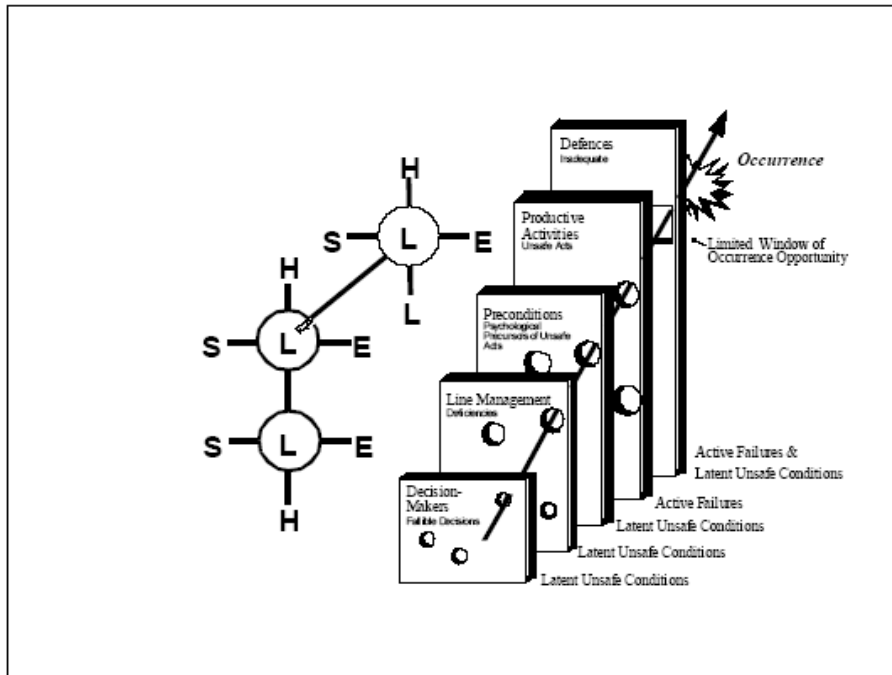 H
S L E
L
H
S L E
S L E
H
Defences
Inadequate
Occurrence
Productive
Activities
Unsafe Acts
Limited Window of
Occurrence Opportunity
Preconditions
Psychological
Precursors of Unsafe
Acts
Line Management
Deficiencies
Decision-
Makers
Fallible Decisions
Active Failures &
Latent Unsafe Conditions
Active Failures
Latent Unsafe Conditions
Latent Unsafe Conditions
Latent Unsafe Conditions